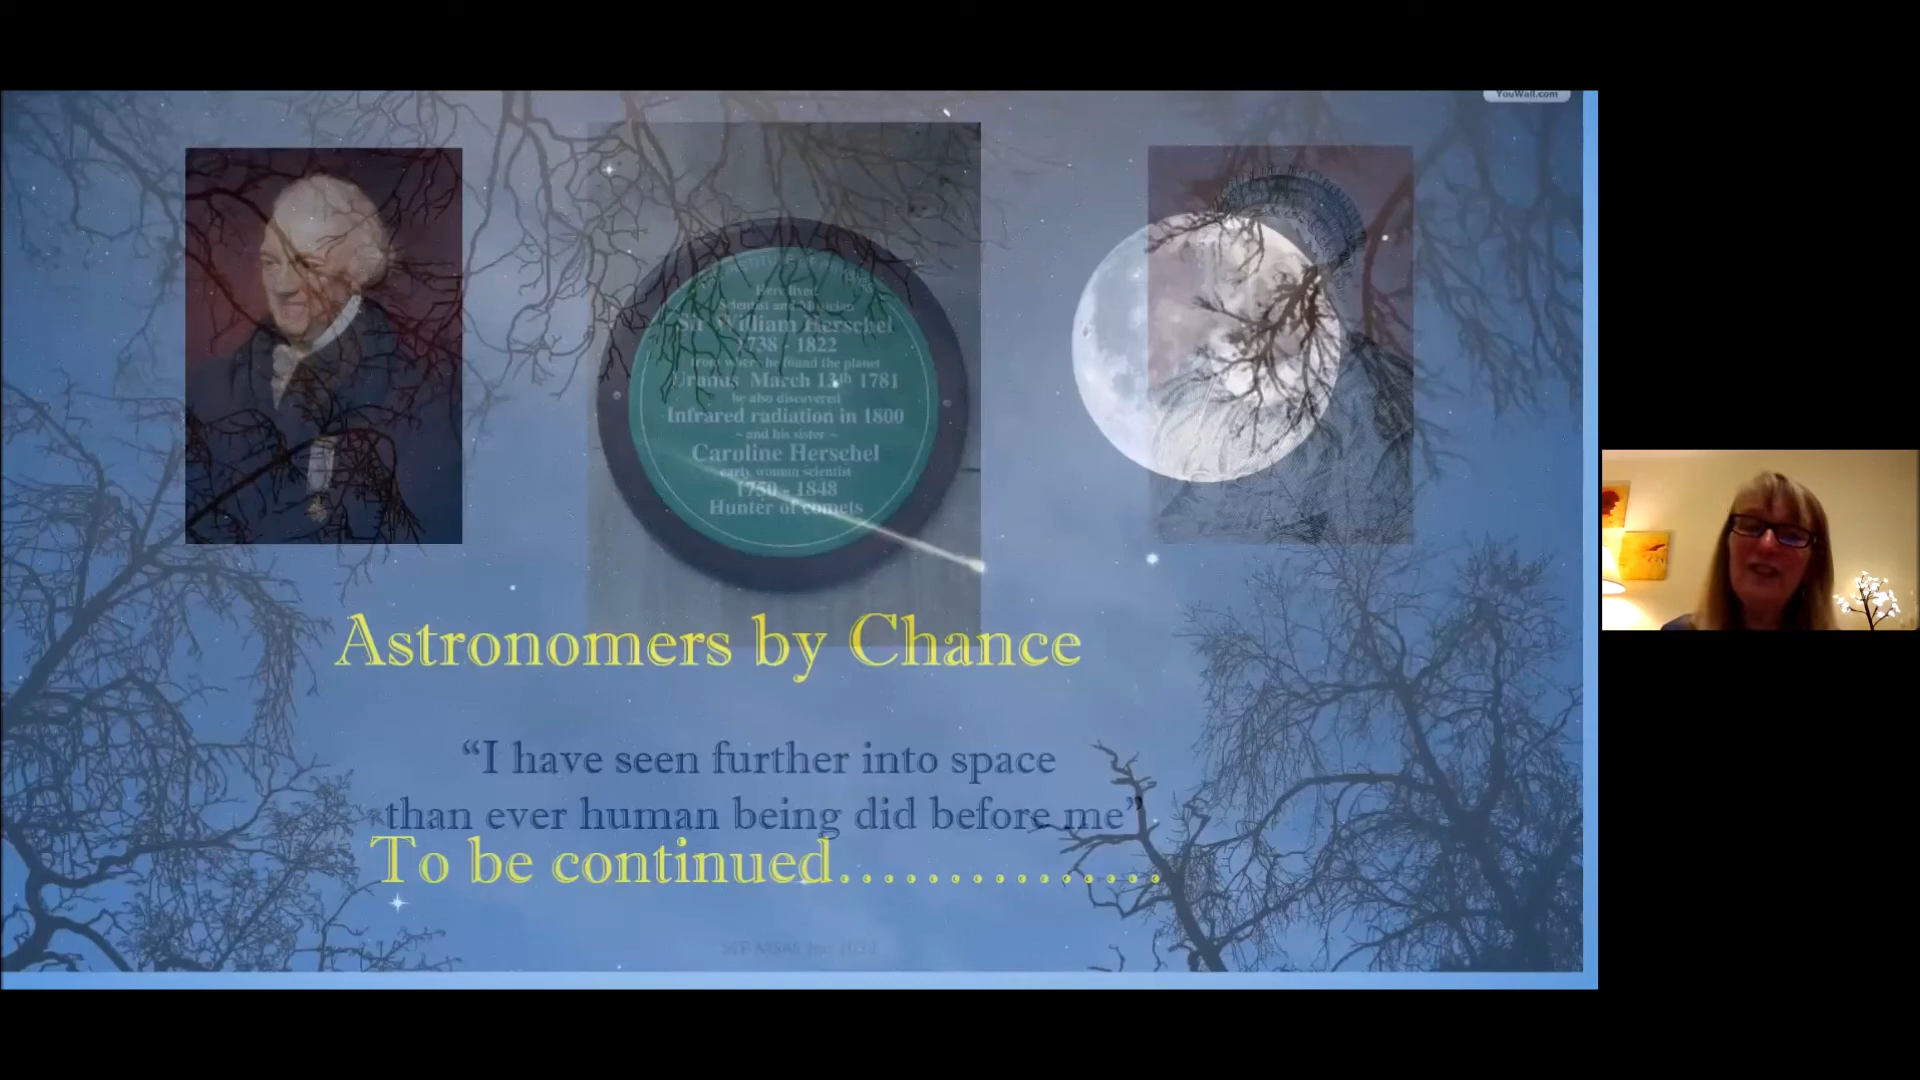 YouWall.com
Here lived
Scientist and Musician
Sir William Herschel
1738 - 1822
from where he found the planet
Uranus March 13th 1781
he also discovered
Infrared radiation in 1800
~ and his sister ~
Caroline Herschel
early woman scientist
1750 - 1848
Hunter of comets
Astronomers by Chance
“I have seen further into space
than ever human being did before me”
To be continued...............